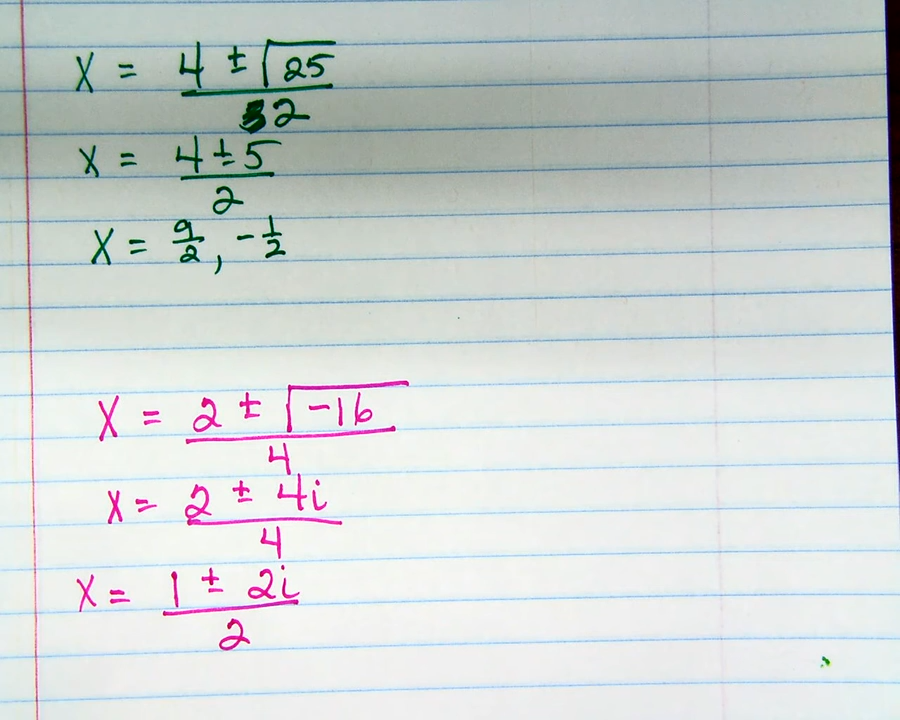 x = (4 ± √25)/2
x = (4 ± 5)/2
x = 9/2, -1/2
x = (2 ± √-16)/4
x = (2 ± 4i)/4
x = (1 ± 2i)/2